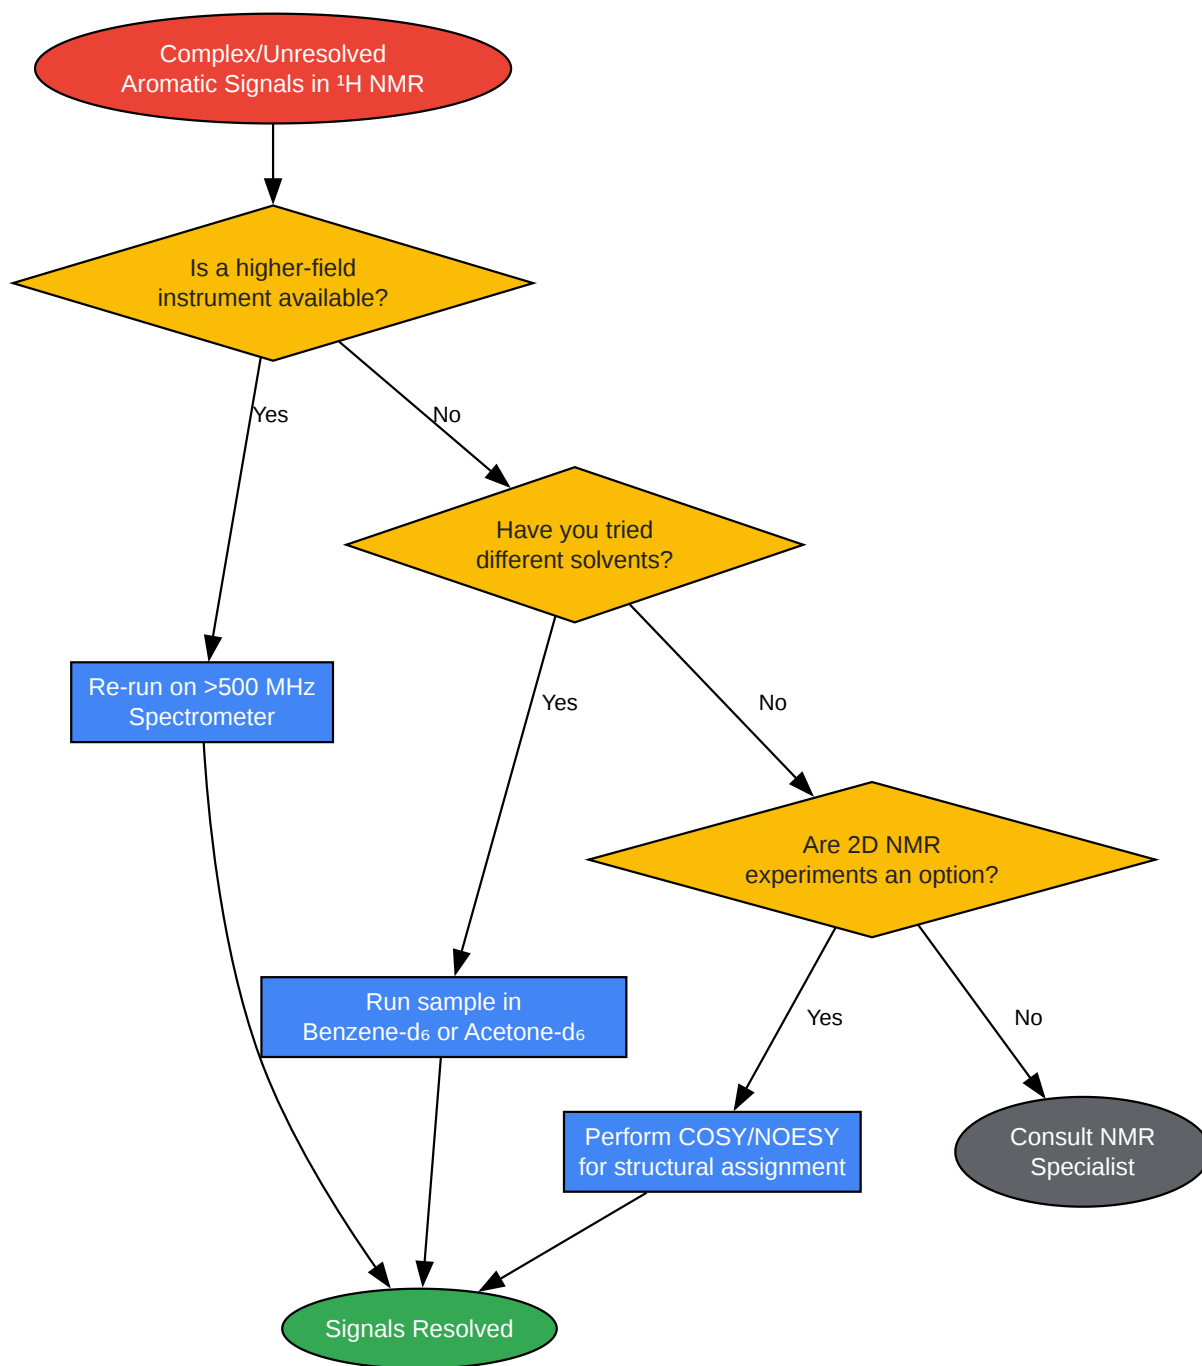 Complex/Unresolved
Aromatic Signals in ¹H NMR
Is a higher-field
instrument available?
Yes
No
Have you tried
different solvents?
Re-run on >500 MHz
Spectrometer
Yes
No
Are 2D NMR
experiments an option?
Run sample in
Benzene-d₆ or Acetone-d₆
Yes
No
Perform COSY/NOESY
for structural assignment
Consult NMR
Specialist
Signals Resolved